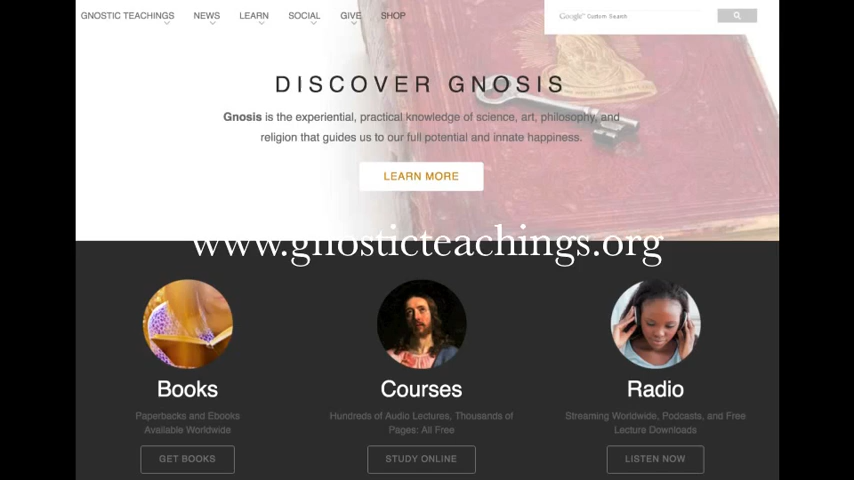 GNOSTIC TEACHINGS NEWS LEARN SOCIAL GIVE SHOP
Google™ Custom Search
DISCOVER GNOSIS
Gnosis is the experiential, practical knowledge of science, art, philosophy, and
religion that guides us to our full potential and innate happiness.
LEARN MORE
www.gnosticteachings.org
Books
Paperbacks and Ebooks
Available Worldwide
GET BOOKS
Courses
Hundreds of Audio Lectures, Thousands of
Pages: All Free
STUDY ONLINE
Radio
Streaming Worldwide, Podcasts, and Free
Lecture Downloads
LISTEN NOW